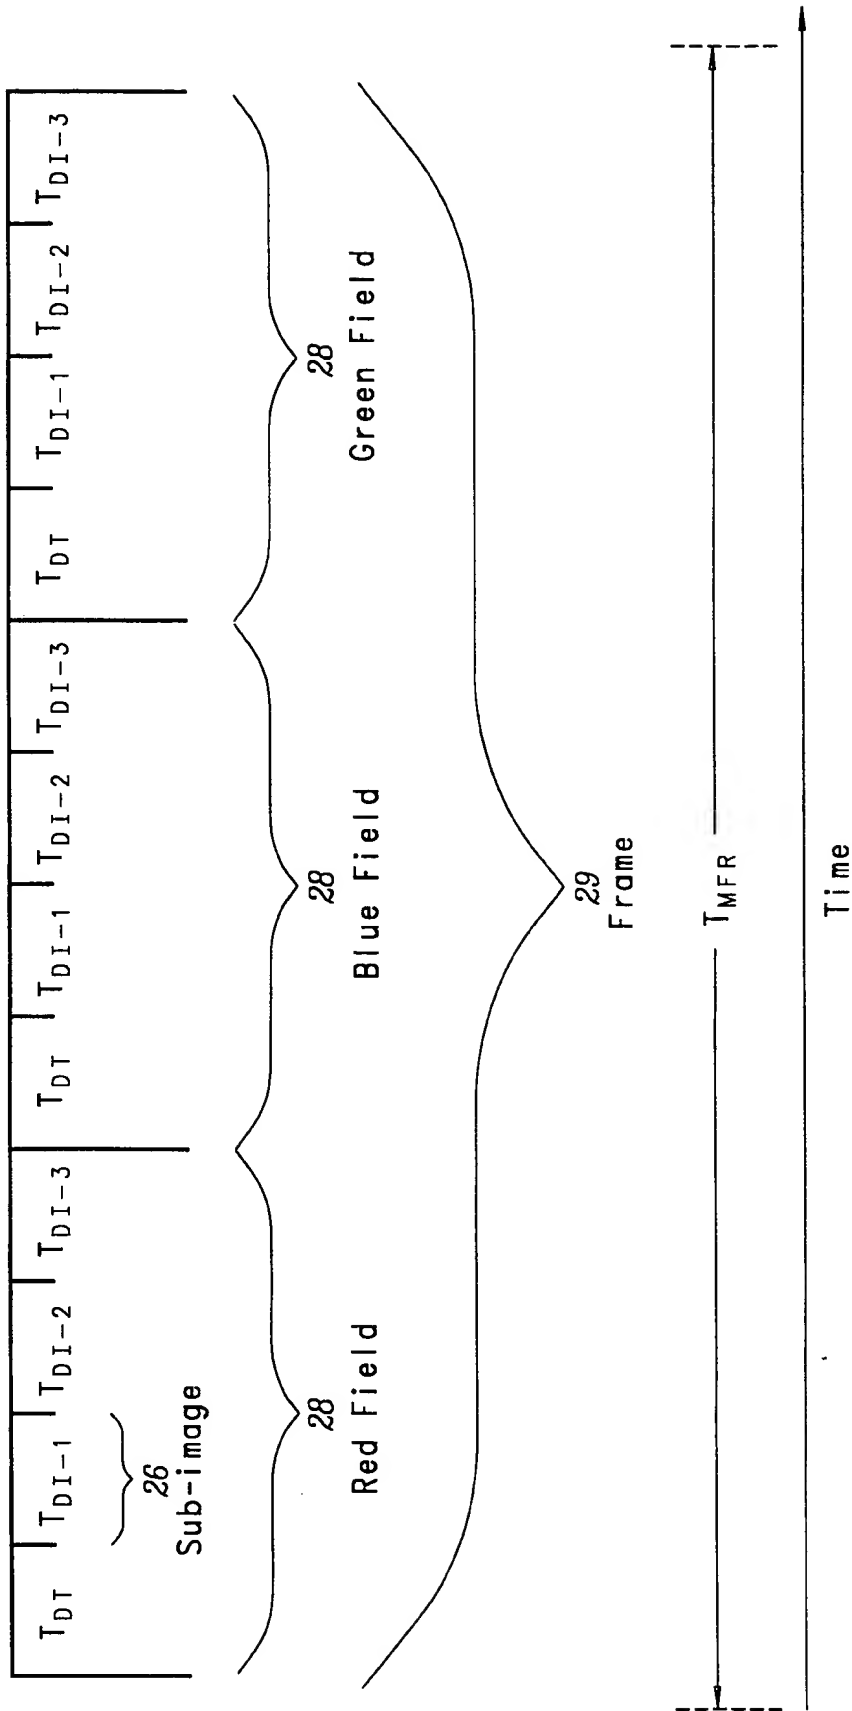 T_DT T_DI-1 T_DI-2 T_DI-3 T_DT T_DI-1 T_DI-2 T_DI-3 T_DT T_DI-1 T_DI-2 T_DI-3
26
Sub-image
28 28 28
Red Field Blue Field Green Field
29
Frame
T_MFR
Time